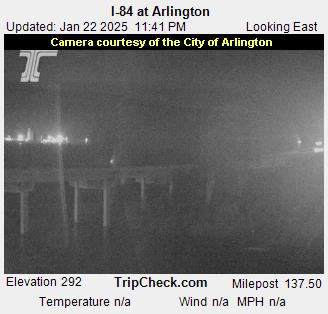 I-84 at Arlington
Updated: Jan 22 2025 11:41 PM Looking East
Camera courtesy of the City of Arlington
Elevation 292 TripCheck.com Milepost 137.50
Temperature n/a Wind n/a MPH n/a